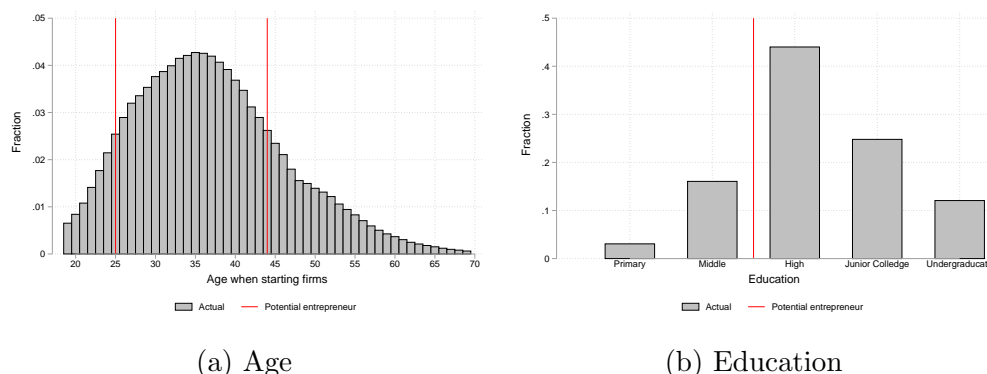 .05
.04
.03
.02
.01
0
Fraction
20 25 30 35 40 45 50 55 60 65 70
Age when starting firms
Actual Potential entrepreneur
(a) Age
.5
.4
.3
.2
.1
0
Fraction
Primary Middle High Junior Colledge Undergraduat
Education
Actual Potential entrepreneur
(b) Education